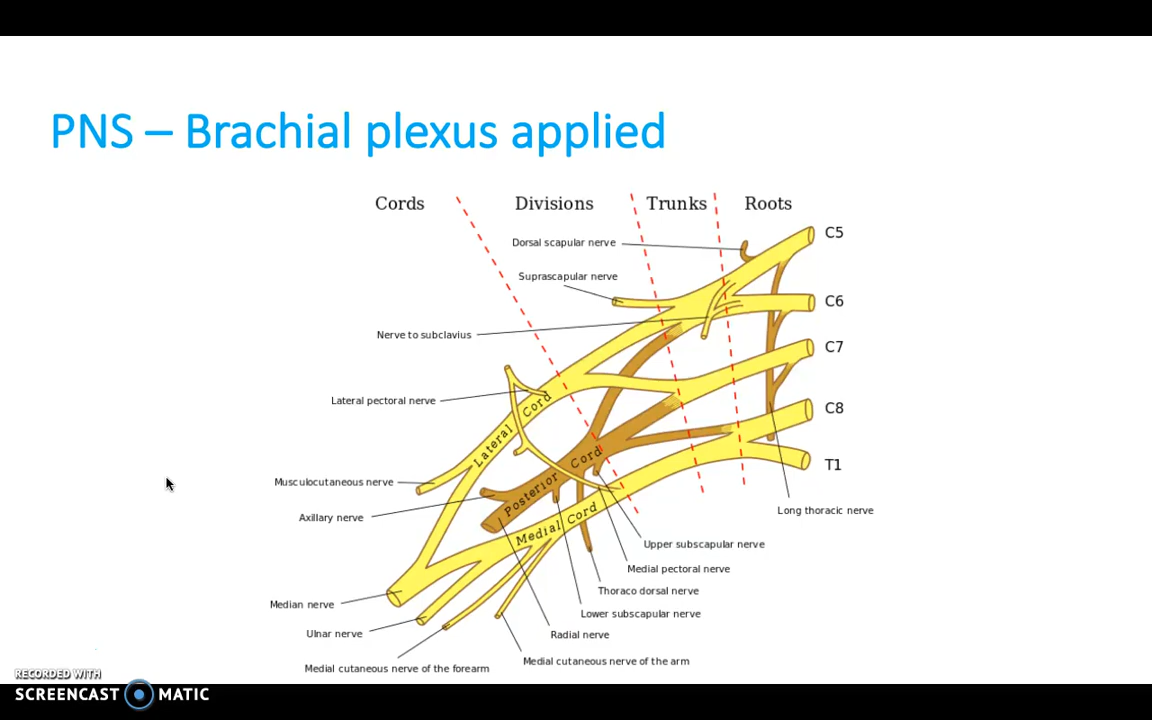 PNS – Brachial plexus applied
Cords
Divisions
Trunks
Roots
Dorsal scapular nerve
C5
Suprascapular nerve
C6
Nerve to subclavius
C7
Lateral pectoral nerve
C8
Lateral Cord
T1
Musculocutaneous nerve
Posterior Cord
Axillary nerve
Medial Cord
Long thoracic nerve
Upper subscapular nerve
Medial pectoral nerve
Thoraco dorsal nerve
Median nerve
Lower subscapular nerve
Ulnar nerve
Radial nerve
Medial cutaneous nerve of the forearm
Medial cutaneous nerve of the arm
RECORDED WITH
SCREENCAST MATIC